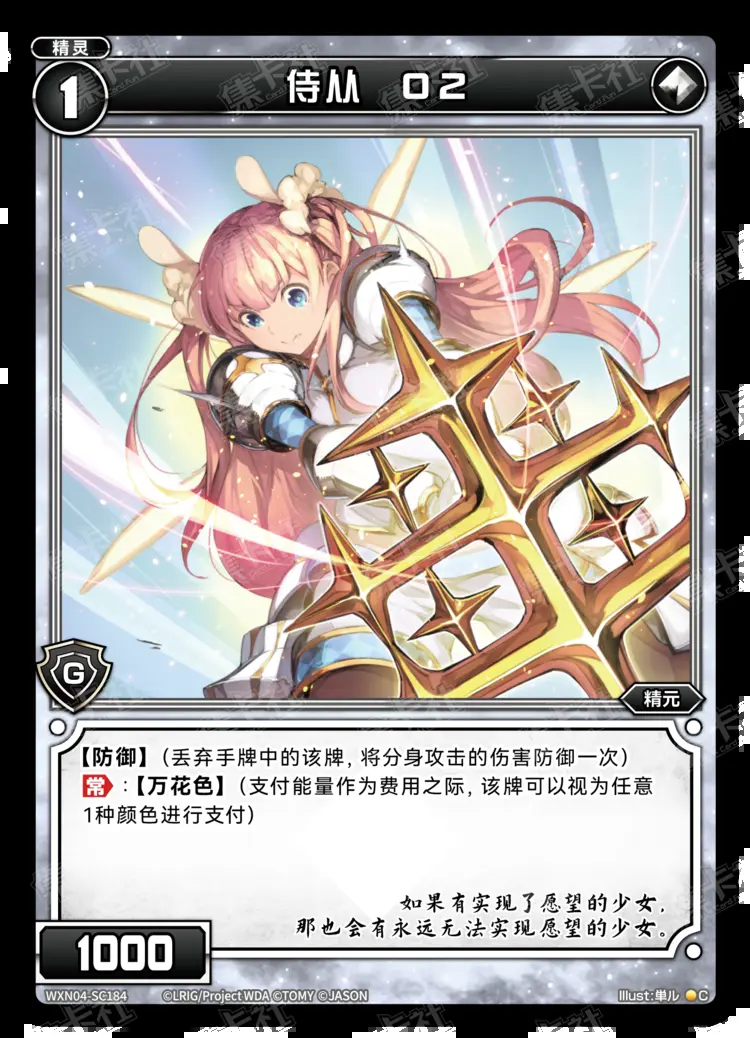 精灵
1
侍从 02
G
精元
【防御】（丢弃手牌中的该牌，将分身攻击的伤害防御一次）
常：【万花色】（支付能量作为费用之际，该牌可以视为任意
1种颜色进行支付）
如果有实现了愿望的少女，
那也会有永远无法实现愿望的少女。
1000
WXN04-SC184 ©LRIG/Project WDA ©TOMY ©JASON Illust:単ル C
集卡社